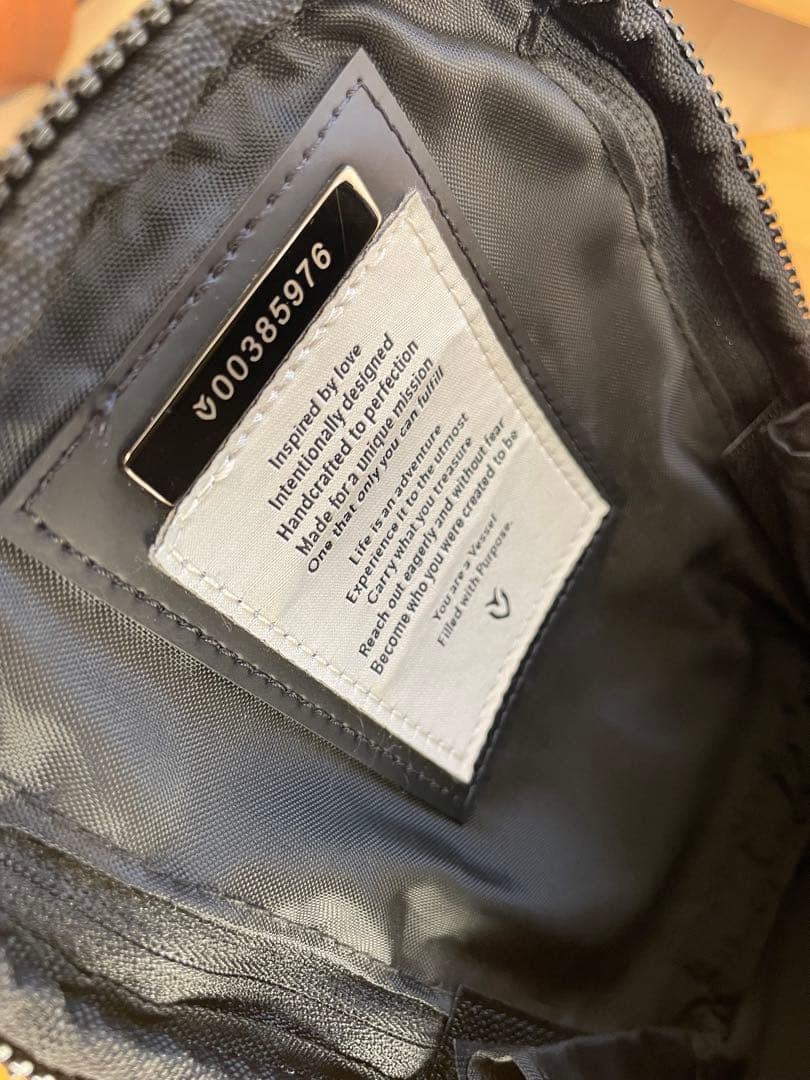 00385976
Inspired by love
Intentionally designed
Handcrafted to perfection
Made for a unique mission
One that only you can fulfill
Life is an adventure
Experience it to the utmost
Carry what you treasure
Reach out eagerly and without fear
Become who you were created to be
You are a Vessel
Filled with Purpose.